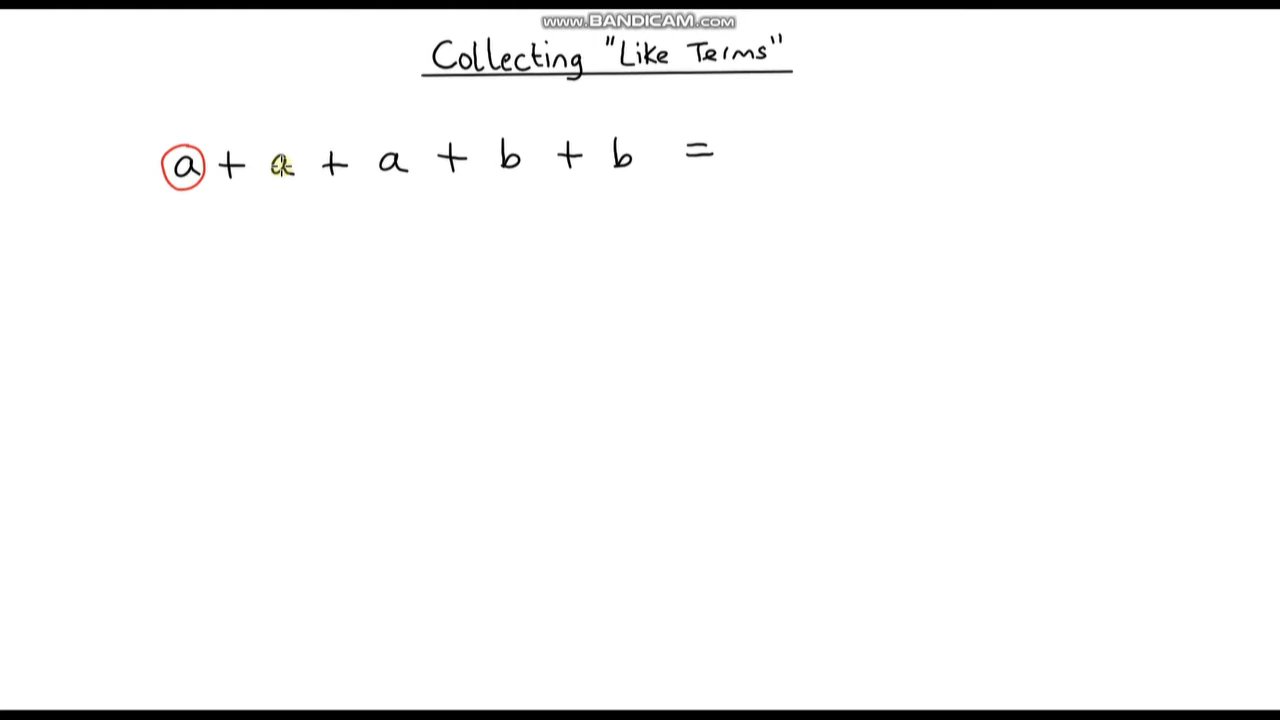 www.BANDICAM.com
Collecting "Like Terms"
a + a + a + b + b =